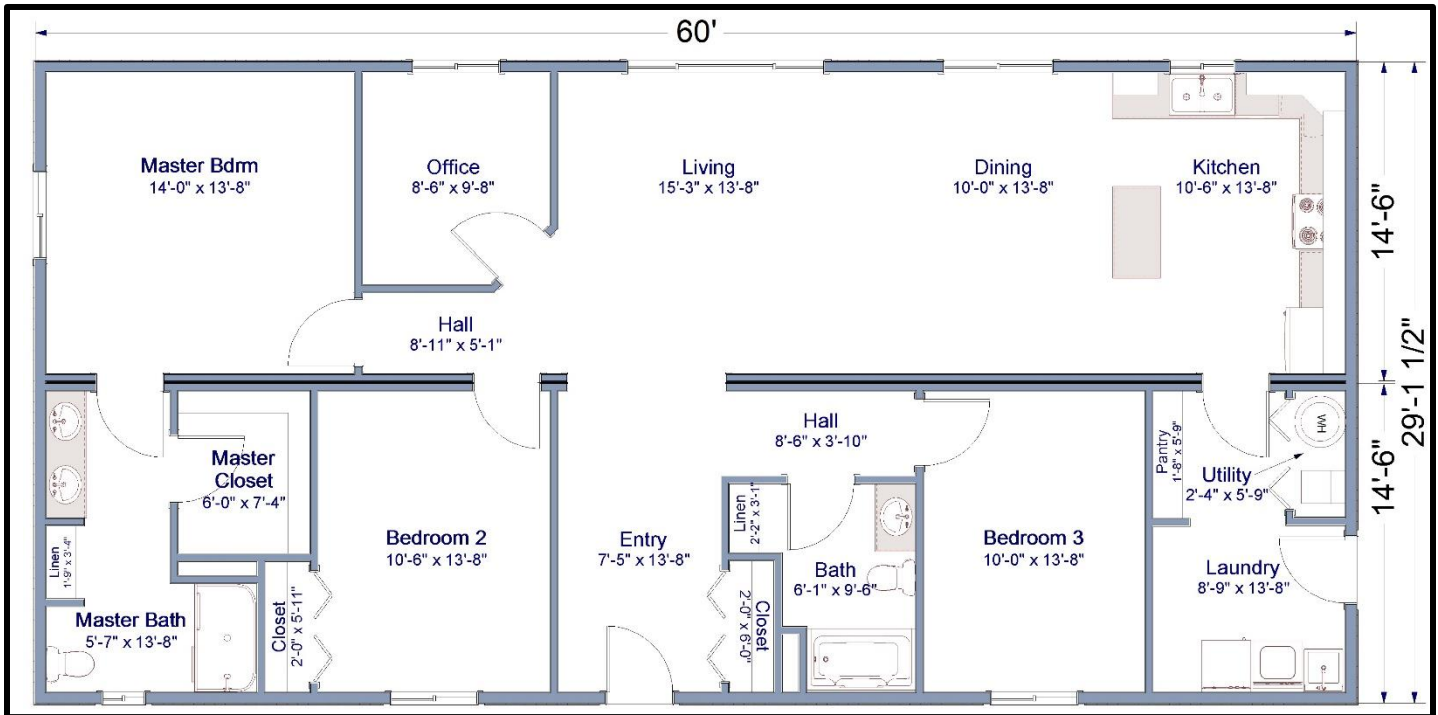 60'
Master Bdrm
14'-0" x 13'-8"
Office
8'-6" x 9'-8"
Living
15'-3" x 13'-8"
Dining
10'-0" x 13'-8"
Kitchen
10'-6" x 13'-8"
14'-6"
29'-1 1/2"
Hall
8'-11" x 5'-1"
Master
Closet
6'-0" x 7'-4"
Hall
8'-6" x 3'-10"
Pantry
1'-8" x 5'-9"
WH
Utility
2'-4" x 5'-9"
14'-6"
Linen
1'-9" x 3'-4"
Bedroom 2
10'-6" x 13'-8"
Entry
7'-5" x 13'-8"
Linen
2'-2" x 3'-1"
Bath
6'-1" x 9'-6"
Bedroom 3
10'-0" x 13'-8"
Laundry
8'-9" x 13'-8"
Master Bath
5'-7" x 13'-8"
Closet
2'-0" x 5'-11"
Closet
2'-0" x 6'-0"